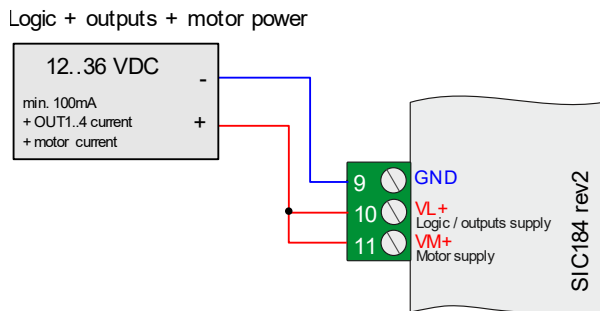 Logic + outputs + motor power
12..36 VDC
-
min. 100mA
+ OUT1..4 current
+
+ motor current
9 GND
10 VL+
Logic / outputs supply
11 VM+
Motor supply
SIC184 rev2